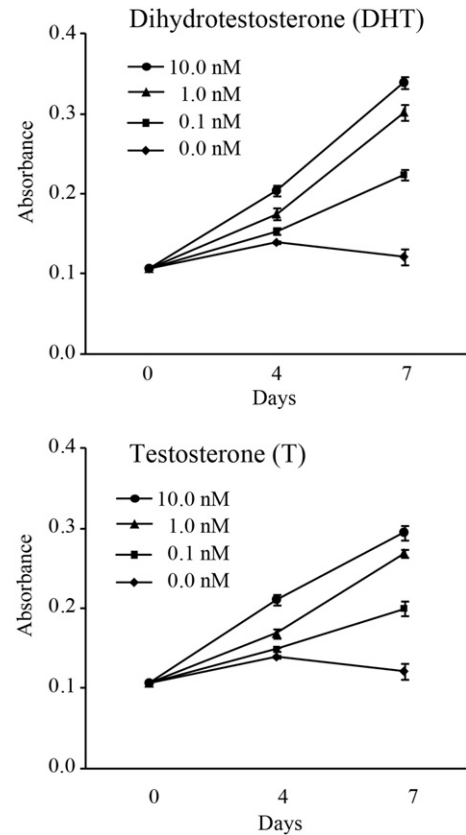 Dihydrotestosterone (DHT)
0.4
10.0 nM
1.0 nM
0.3
0.1 nM
0.0 nM
Absorbance
0.2
0.1
0.0
0 4 7
Days
Testosterone (T)
0.4
10.0 nM
1.0 nM
0.3
0.1 nM
0.0 nM
Absorbance
0.2
0.1
0.0
0 4 7
Days